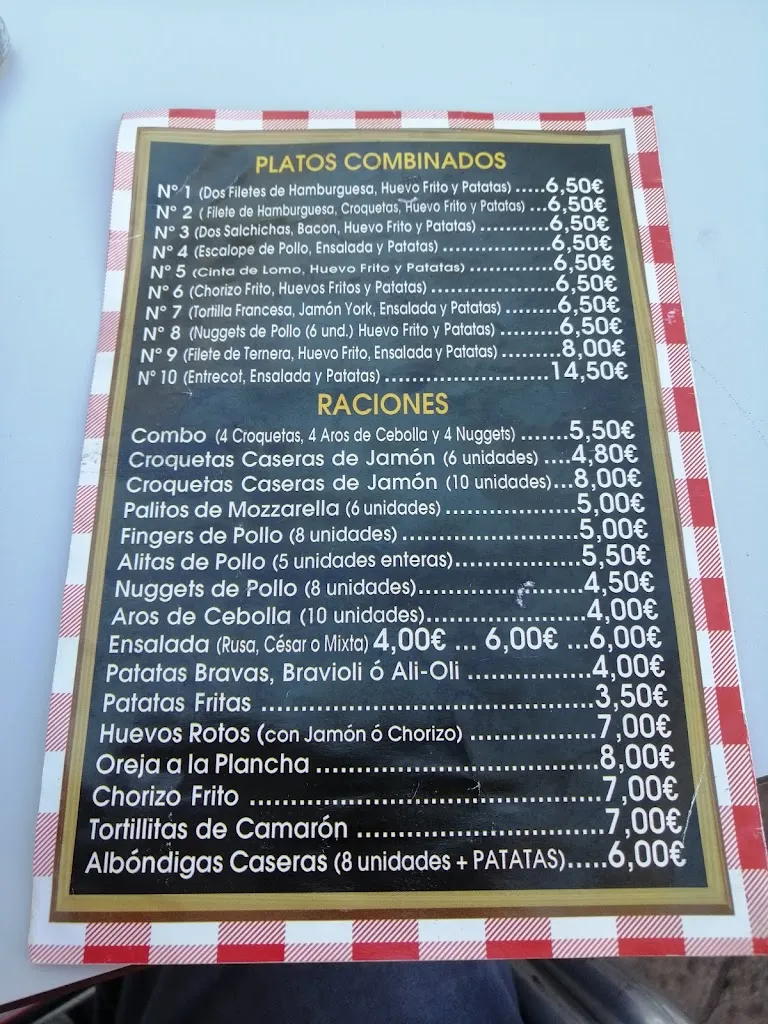 PLATOS COMBINADOS
Nº 1 (Dos Filetes de Hamburguesa, Huevo Frito y Patatas) .....6,50€
Nº 2 ( Filete de Hamburguesa, Croquetas, Huevo Frito y Patatas) ...6,50€
Nº 3 (Dos Salchichas, Bacon, Huevo Frito y Patatas) ............6,50€
Nº 4 (Escalope de Pollo, Ensalada y Patatas) .................6,50€
Nº 5 (Cinta de Lomo, Huevo Frito y Patatas) .............6,50€
Nº 6 (Chorizo Frito, Huevos Fritos y Patatas) ....................6,50€
Nº 7 (Tortilla Francesa, Jamón York, Ensalada y Patatas) .........6,50€
Nº 8 (Nuggets de Pollo (6 und.) Huevo Frito y Patatas) ..........6,50€
Nº 9 (Filete de Ternera, Huevo Frito, Ensalada y Patatas) .........8,00€
Nº 10 (Entrecot, Ensalada y Patatas) .........................14,50€
RACIONES
Combo (4 Croquetas, 4 Aros de Cebolla y 4 Nuggets) .......5,50€
Croquetas Caseras de Jamón (6 unidades) ....4,80€
Croquetas Caseras de Jamón (10 unidades)...8,00€
Palitos de Mozzarella (6 unidades) ...................5,00€
Fingers de Pollo (8 unidades) .........................5,00€
Alitas de Pollo (5 unidades enteras)..................5,50€
Nuggets de Pollo (8 unidades).......................4,50€
Aros de Cebolla (10 unidades)......................4,00€
Ensalada (Rusa, César o Mixta) 4,00€ ... 6,00€ ...6,00€
Patatas Bravas, Bravioli ó Ali-Oli .................4,00€
Patatas Fritas .............................................3,50€
Huevos Rotos (con Jamón ó Chorizo) .................7,00€
Oreja a la Plancha ......................................8,00€
Chorizo Frito ...............................................7,00€
Tortillitas de Camarón .................................7,00€
Albóndigas Caseras (8 unidades + PATATAS).....6,00€